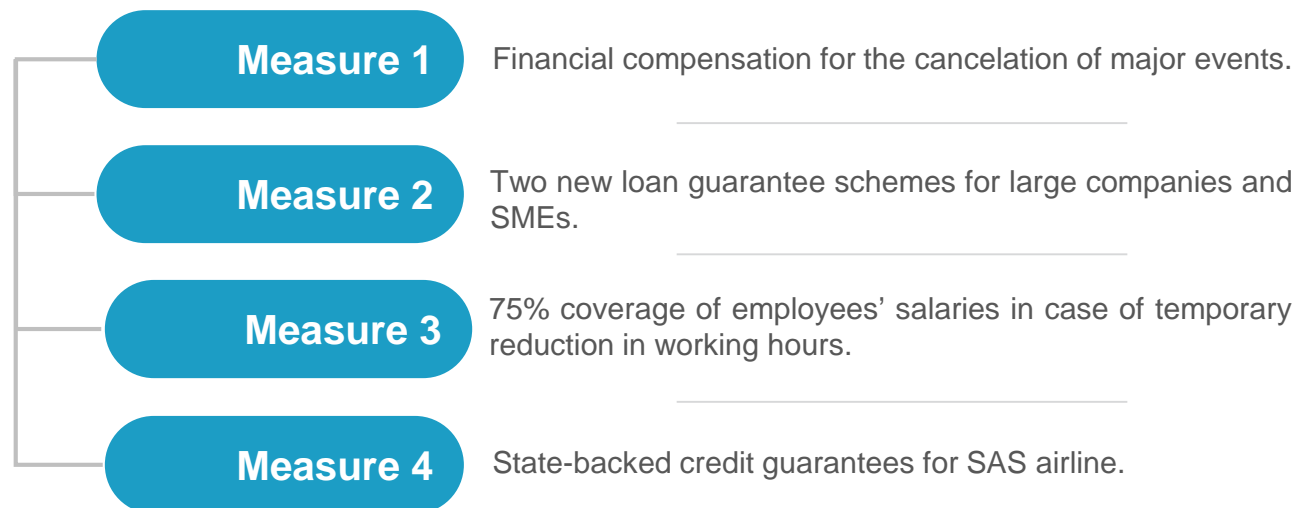 Measure 1
Financial compensation for the cancelation of major events.
Measure 2
Two new loan guarantee schemes for large companies and
SMEs.
Measure 3
75% coverage of employees’ salaries in case of temporary
reduction in working hours.
Measure 4
State-backed credit guarantees for SAS airline.